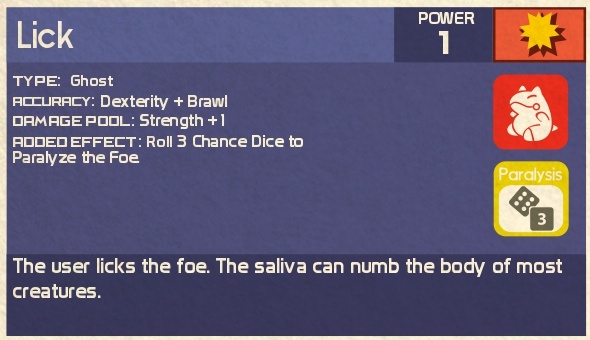 Lick
POWER
1
TYPE: Ghost
ACCURACY: Dexterity + Brawl
DAMAGE POOL: Strength +1
ADDED EFFECT: Roll 3 Chance Dice to
Paralyze the Foe.
Paralysis
3
The user licks the foe. The saliva can numb the body of most
creatures.